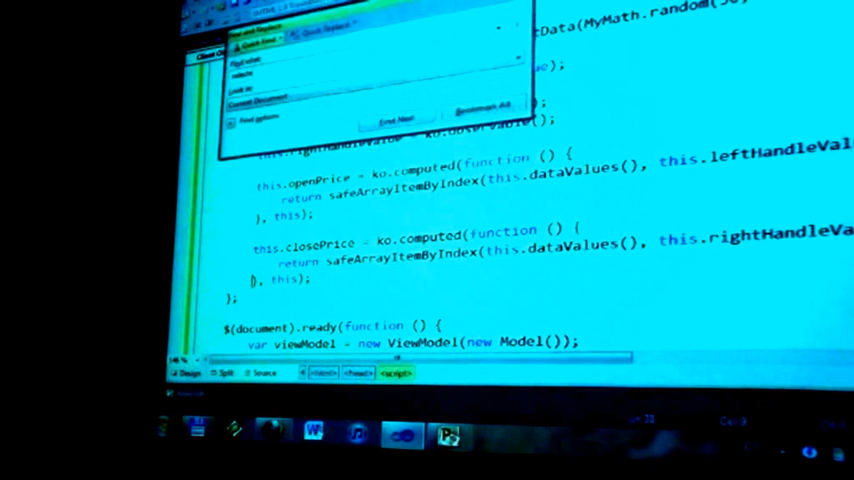 Find and Replace
Quick Find Quick Replace
Find what:
Look in:
Current Document
Find options
Find Next Bookmark All
tData(MyMath.random(
);
);
= ko.observable();
this.openPrice = ko.computed(function () {
return safeArrayItemByIndex(this.dataValues(), this.leftHandleVal
}, this);
this.closePrice = ko.computed(function () {
return safeArrayItemByIndex(this.dataValues(), this.rightHandleVa
}, this);
};
$(document).ready(function () {
var viewModel = new ViewModel(new Model());
146 %
Design Split Source <html> <head> <script>